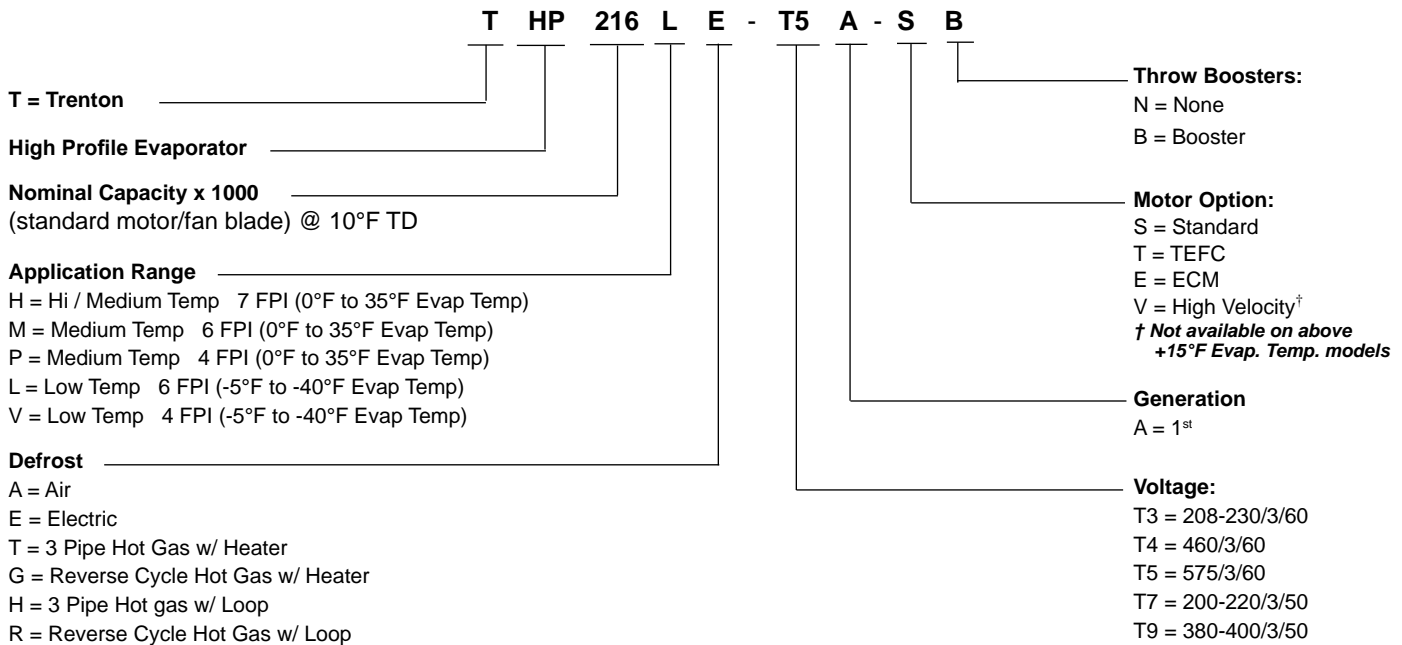 T HP 216 L E - T5 A - S B
T = Trenton
High Profile Evaporator
Nominal Capacity x 1000
(standard motor/fan blade) @ 10°F TD
Application Range
H = Hi / Medium Temp 7 FPI (0°F to 35°F Evap Temp)
M = Medium Temp 6 FPI (0°F to 35°F Evap Temp)
P = Medium Temp 4 FPI (0°F to 35°F Evap Temp)
L = Low Temp 6 FPI (-5°F to -40°F Evap Temp)
V = Low Temp 4 FPI (-5°F to -40°F Evap Temp)
Defrost
A = Air
E = Electric
T = 3 Pipe Hot Gas w/ Heater
G = Reverse Cycle Hot Gas w/ Heater
H = 3 Pipe Hot gas w/ Loop
R = Reverse Cycle Hot Gas w/ Loop
Throw Boosters:
N = None
B = Booster
Motor Option:
S = Standard
T = TEFC
E = ECM
V = High Velocity†
† Not available on above
+15°F Evap. Temp. models
Generation
A = 1st
Voltage:
T3 = 208-230/3/60
T4 = 460/3/60
T5 = 575/3/60
T7 = 200-220/3/50
T9 = 380-400/3/50